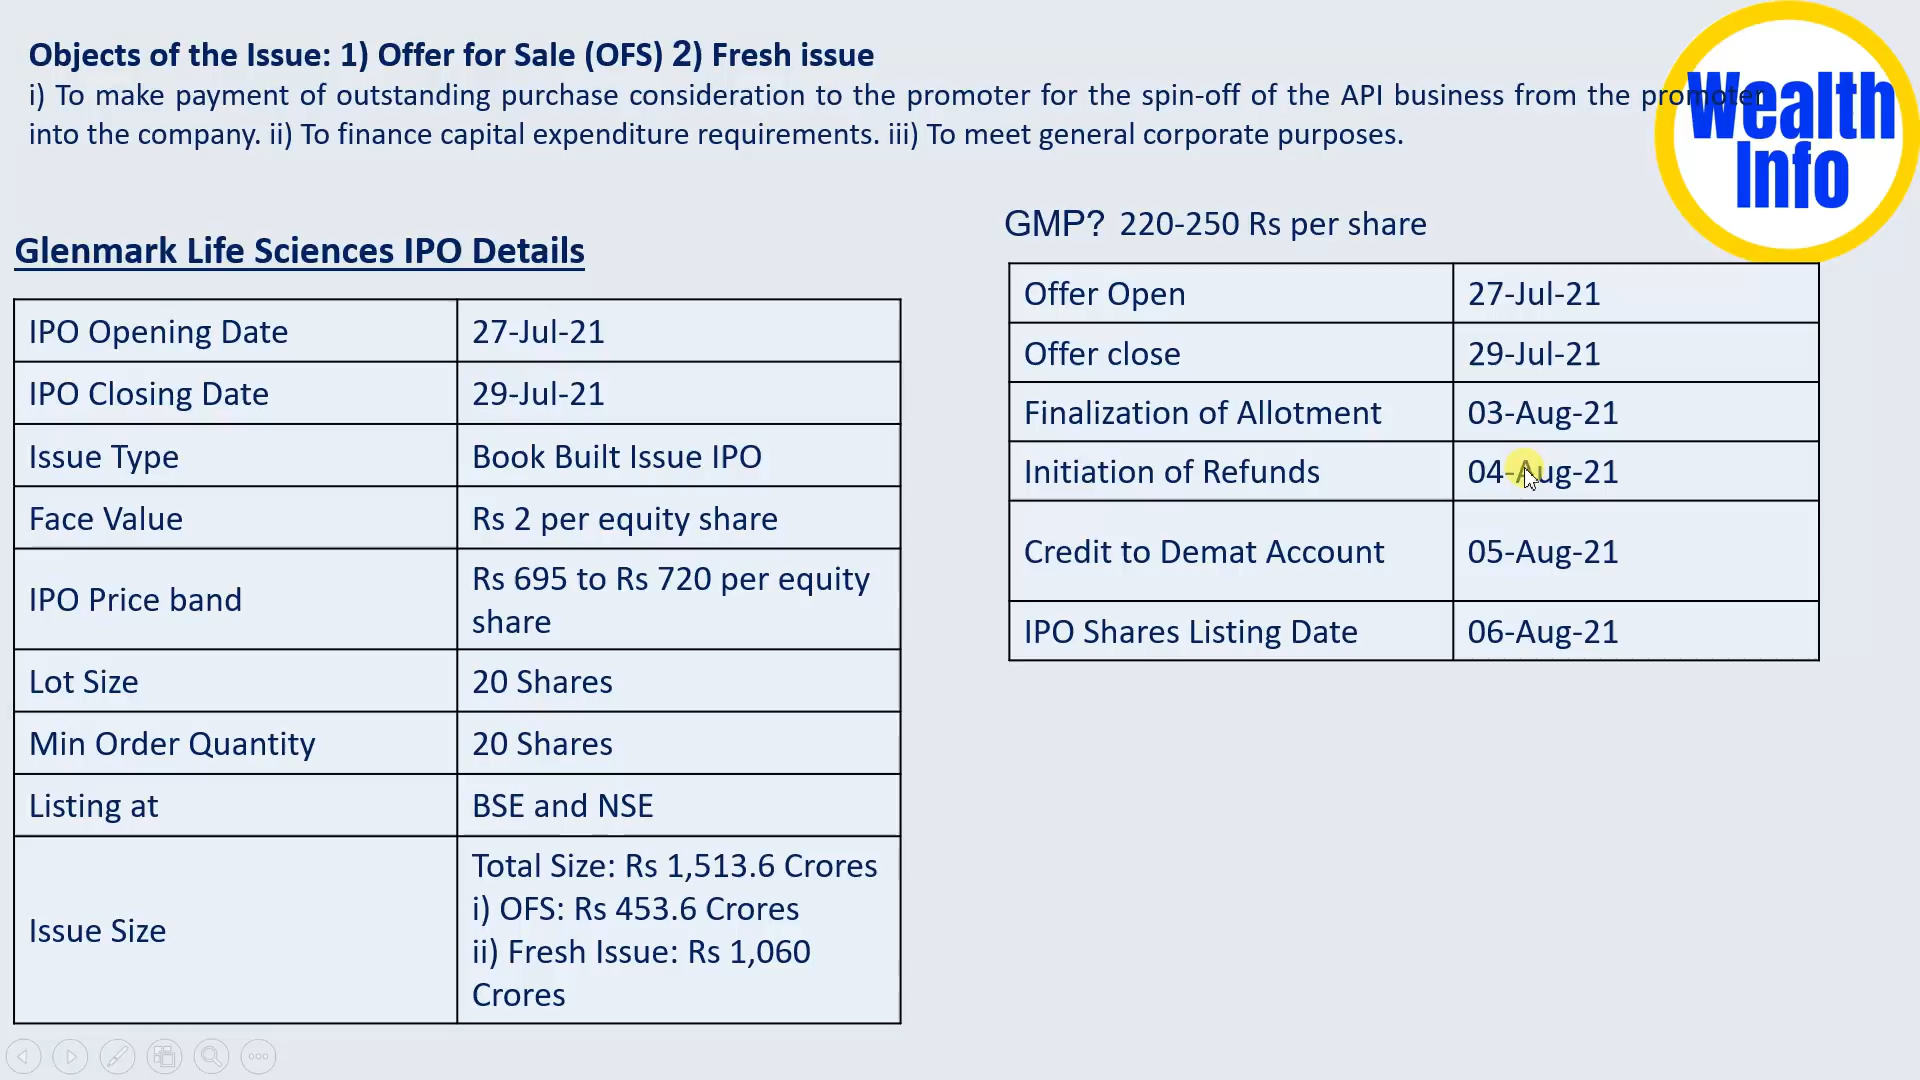 Objects of the Issue: 1) Offer for Sale (OFS) 2) Fresh issue
i) To make payment of outstanding purchase consideration to the promoter for the spin-off of the API business from the promoter
into the company. ii) To finance capital expenditure requirements. iii) To meet general corporate purposes.
Wealth
Info
Glenmark Life Sciences IPO Details
IPO Opening Date 27-Jul-21
IPO Closing Date 29-Jul-21
Issue Type Book Built Issue IPO
Face Value Rs 2 per equity share
IPO Price band Rs 695 to Rs 720 per equity
share
Lot Size 20 Shares
Min Order Quantity 20 Shares
Listing at BSE and NSE
Issue Size Total Size: Rs 1,513.6 Crores
i) OFS: Rs 453.6 Crores
ii) Fresh Issue: Rs 1,060
Crores
GMP? 220-250 Rs per share
Offer Open 27-Jul-21
Offer close 29-Jul-21
Finalization of Allotment 03-Aug-21
Initiation of Refunds 04-Aug-21
Credit to Demat Account 05-Aug-21
IPO Shares Listing Date 06-Aug-21